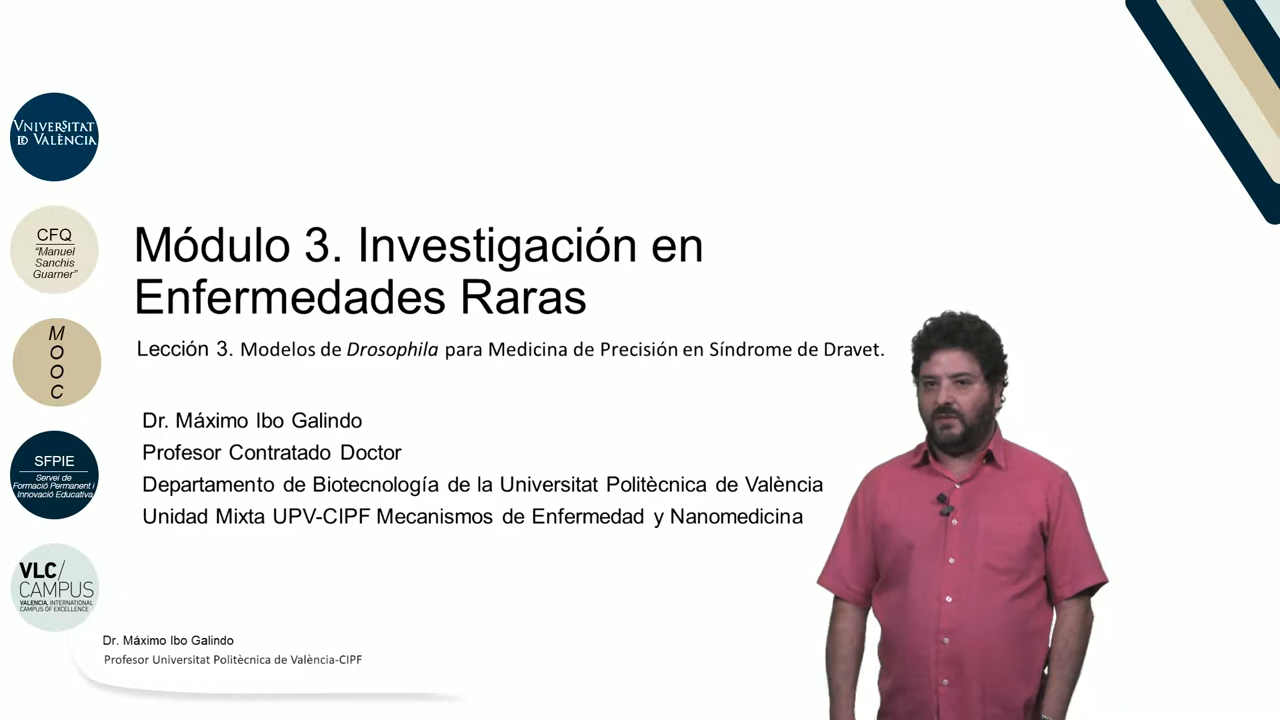 VNIVERSITAT
ID VALÈNCIA
CFQ
“Manuel
Sanchis
Guarner”
M
O
O
C
SFPIE
Servei de
Formació Permanent i
Innovació Educativa
VLC/
CAMPUS
VALENCIA, INTERNATIONAL
CAMPUS OF EXCELLENCE
Módulo 3. Investigación en
Enfermedades Raras
Lección 3. Modelos de Drosophila para Medicina de Precisión en Síndrome de Dravet.
Dr. Máximo Ibo Galindo
Profesor Contratado Doctor
Departamento de Biotecnología de la Universitat Politècnica de València
Unidad Mixta UPV-CIPF Mecanismos de Enfermedad y Nanomedicina
Dr. Máximo Ibo Galindo
Profesor Universitat Politècnica de València-CIPF